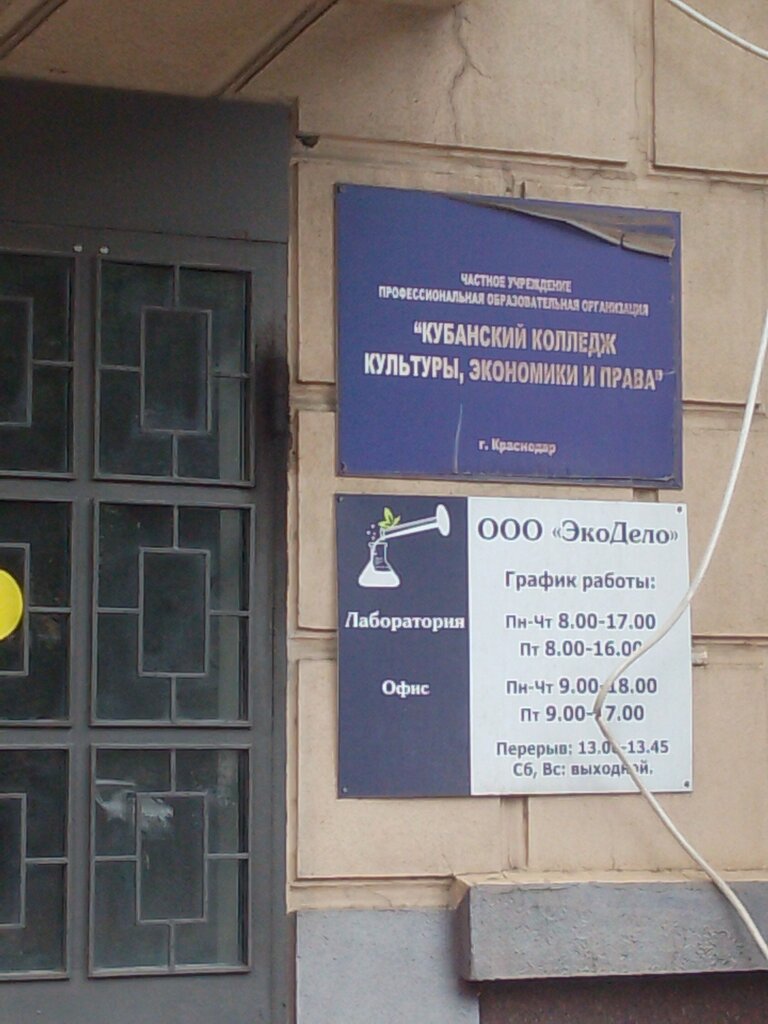 ЧАСТНОЕ УЧРЕЖДЕНИЕ
ПРОФЕССИОНАЛЬНАЯ ОБРАЗОВАТЕЛЬНАЯ ОРГАНИЗАЦИЯ
“КУБАНСКИЙ КОЛЛЕДЖ
КУЛЬТУРЫ, ЭКОНОМИКИ И ПРАВА”
г. Краснодар
ООО «ЭкоДело»
График работы:
Лаборатория
Пн-Чт 8.00-17.00
Пт 8.00-16.00
Офис
Пн-Чт 9.00-18.00
Пт 9.00-17.00
Перерыв: 13.00-13.45
Сб, Вс: выходной.